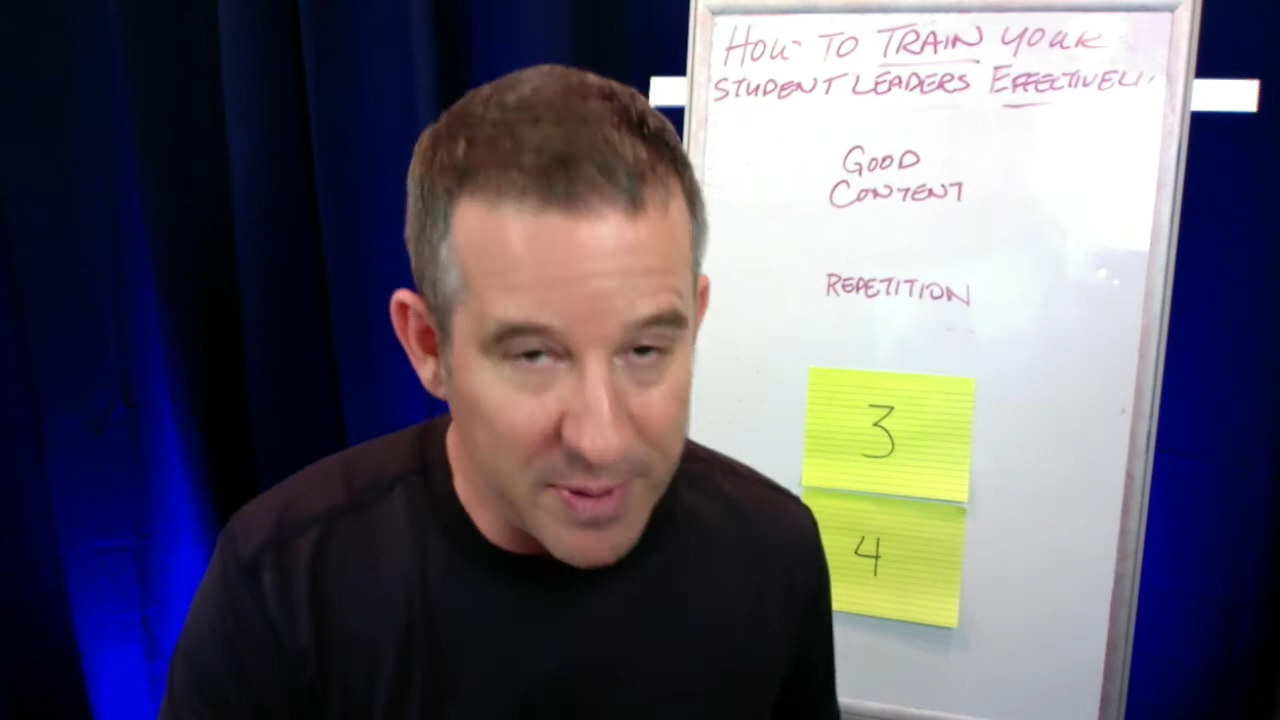 HOW TO TRAIN YOUR
STUDENT LEADERS EFFECTIVELY
GOOD
CONTENT
REPETITION
3
4